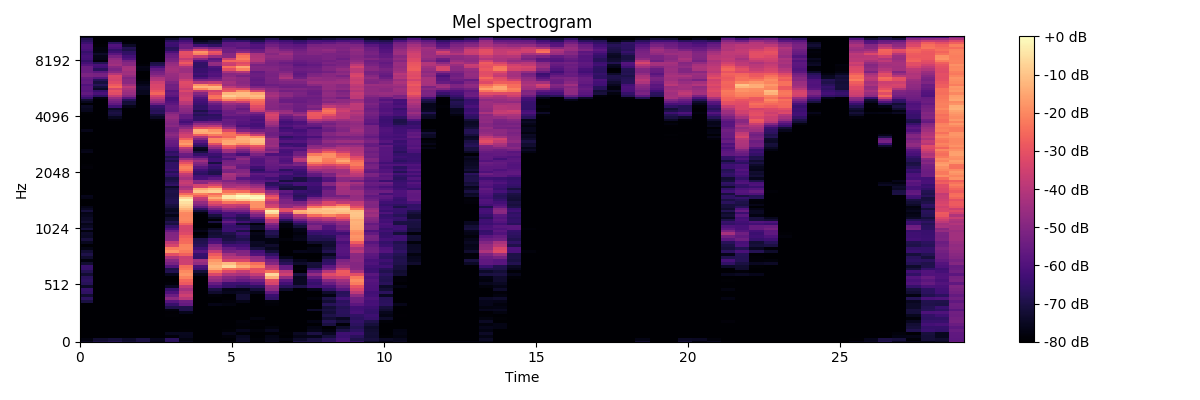 Mel spectrogram
8192
4096
2048
1024
512
0
Hz
0 5 10 15 20 25
Time
+0 dB
-10 dB
-20 dB
-30 dB
-40 dB
-50 dB
-60 dB
-70 dB
-80 dB